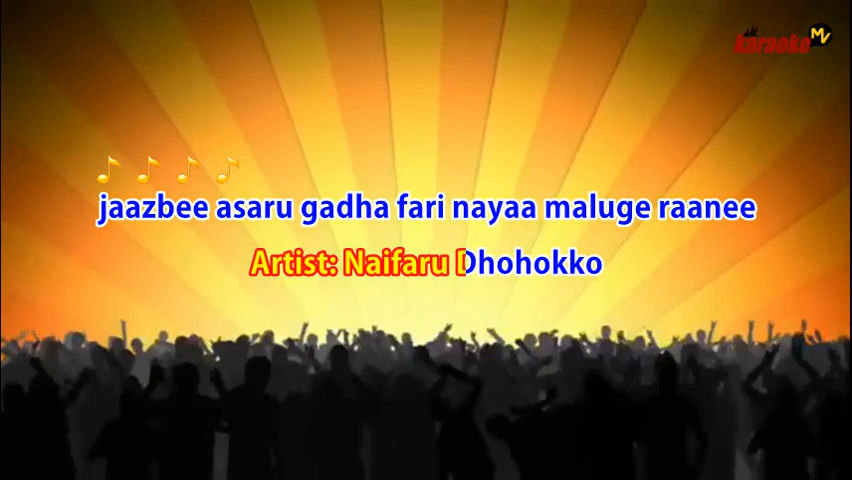 karaoke MV
jaazbee asaru gadha fari nayaa maluge raanee
Artist: Naifaru Dhohokko